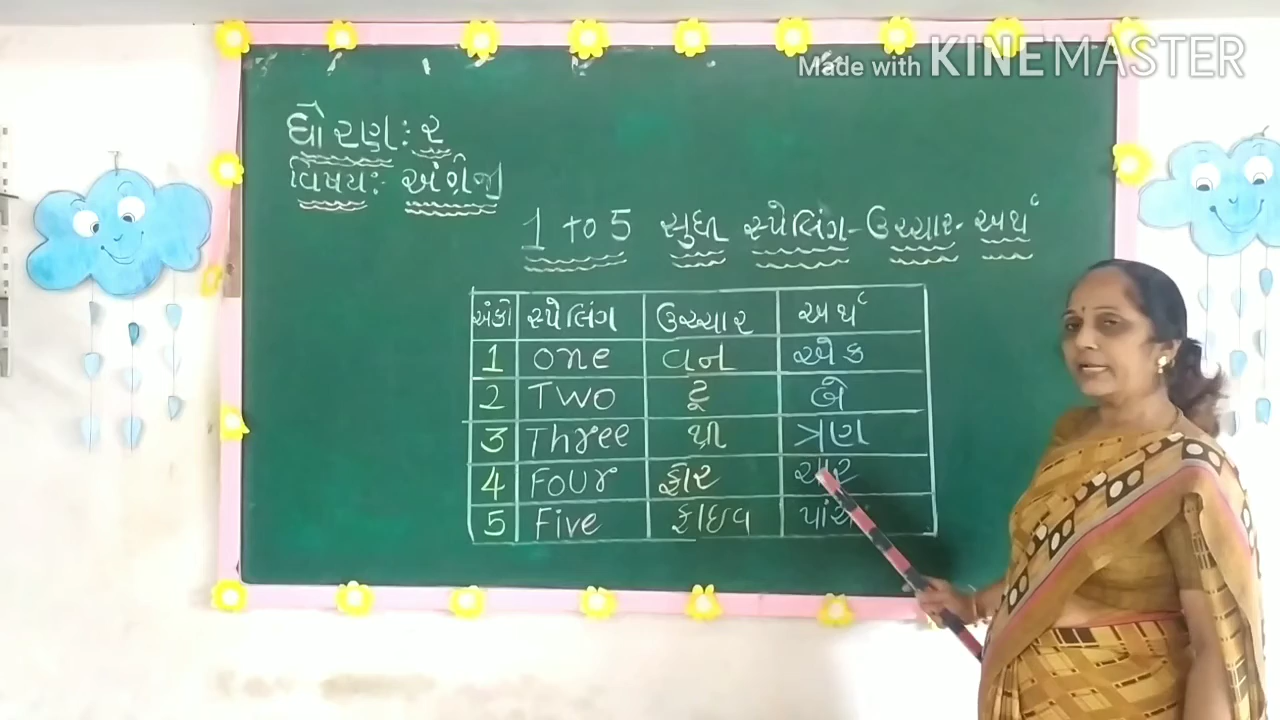 Made with KINEMASTER
ધોરણ : ૨
વિષય :- અંગ્રેજી
1 to 5 સુધી સ્પેલિંગ - ઉચ્ચાર - અર્થ
અંકો સ્પેલિંગ ઉચ્ચાર અર્થ
1 one વન એક
2 Two ટૂ બે
3 Three થ્રી ત્રણ
4 Four ફોર ચાર
5 Five ફાઇવ પાંચ